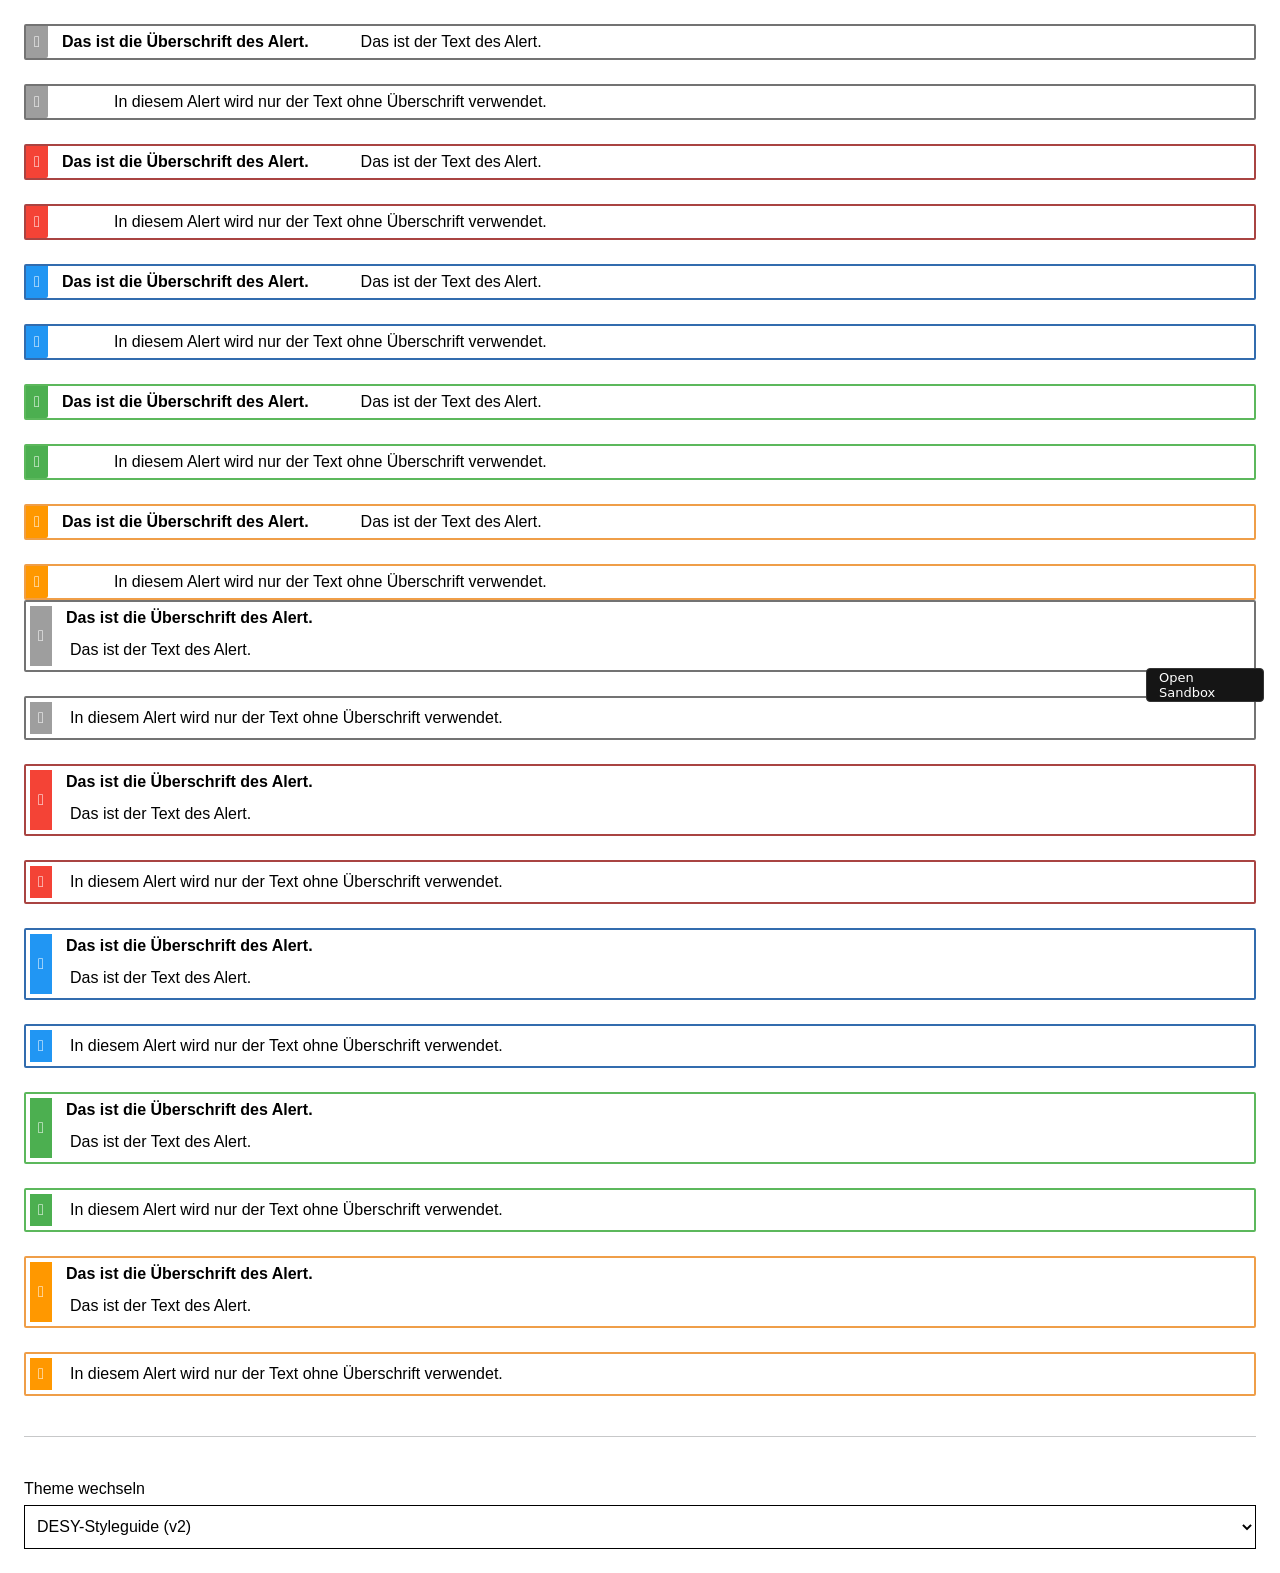 Das ist die Überschrift des Alert. Das ist der Text des Alert.
In diesem Alert wird nur der Text ohne Überschrift verwendet.
Das ist die Überschrift des Alert. Das ist der Text des Alert.
In diesem Alert wird nur der Text ohne Überschrift verwendet.
Das ist die Überschrift des Alert. Das ist der Text des Alert.
In diesem Alert wird nur der Text ohne Überschrift verwendet.
Das ist die Überschrift des Alert. Das ist der Text des Alert.
In diesem Alert wird nur der Text ohne Überschrift verwendet.
Das ist die Überschrift des Alert. Das ist der Text des Alert.
In diesem Alert wird nur der Text ohne Überschrift verwendet.
Das ist die Überschrift des Alert.
Das ist der Text des Alert.
Open
Sandbox
In diesem Alert wird nur der Text ohne Überschrift verwendet.
Das ist die Überschrift des Alert.
Das ist der Text des Alert.
In diesem Alert wird nur der Text ohne Überschrift verwendet.
Das ist die Überschrift des Alert.
Das ist der Text des Alert.
In diesem Alert wird nur der Text ohne Überschrift verwendet.
Das ist die Überschrift des Alert.
Das ist der Text des Alert.
In diesem Alert wird nur der Text ohne Überschrift verwendet.
Das ist die Überschrift des Alert.
Das ist der Text des Alert.
In diesem Alert wird nur der Text ohne Überschrift verwendet.
Theme wechseln
DESY-Styleguide (v2)